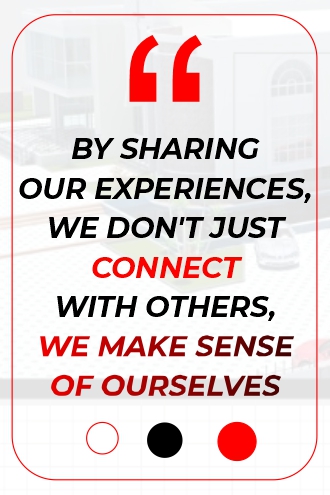 “
BY SHARING
OUR EXPERIENCES,
WE DON'T JUST
CONNECT
WITH OTHERS,
WE MAKE SENSE
OF OURSELVES